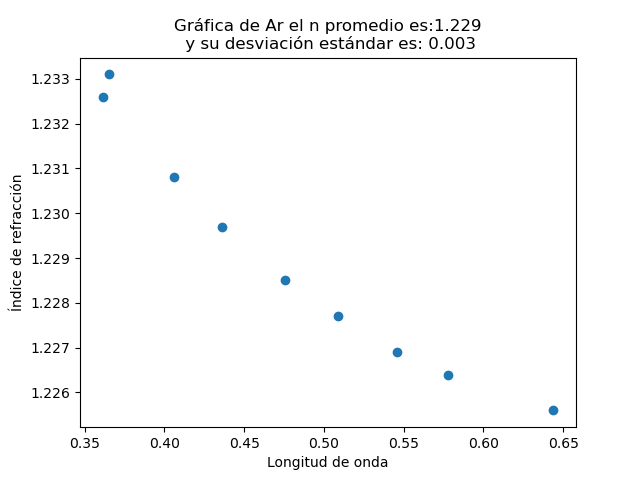 Gráfica de Ar el n promedio es:1.229
y su desviación estándar es: 0.003
1.233
1.232
1.231
1.230
1.229
1.228
1.227
1.226
Índice de refracción
0.35 0.40 0.45 0.50 0.55 0.60 0.65
Longitud de onda